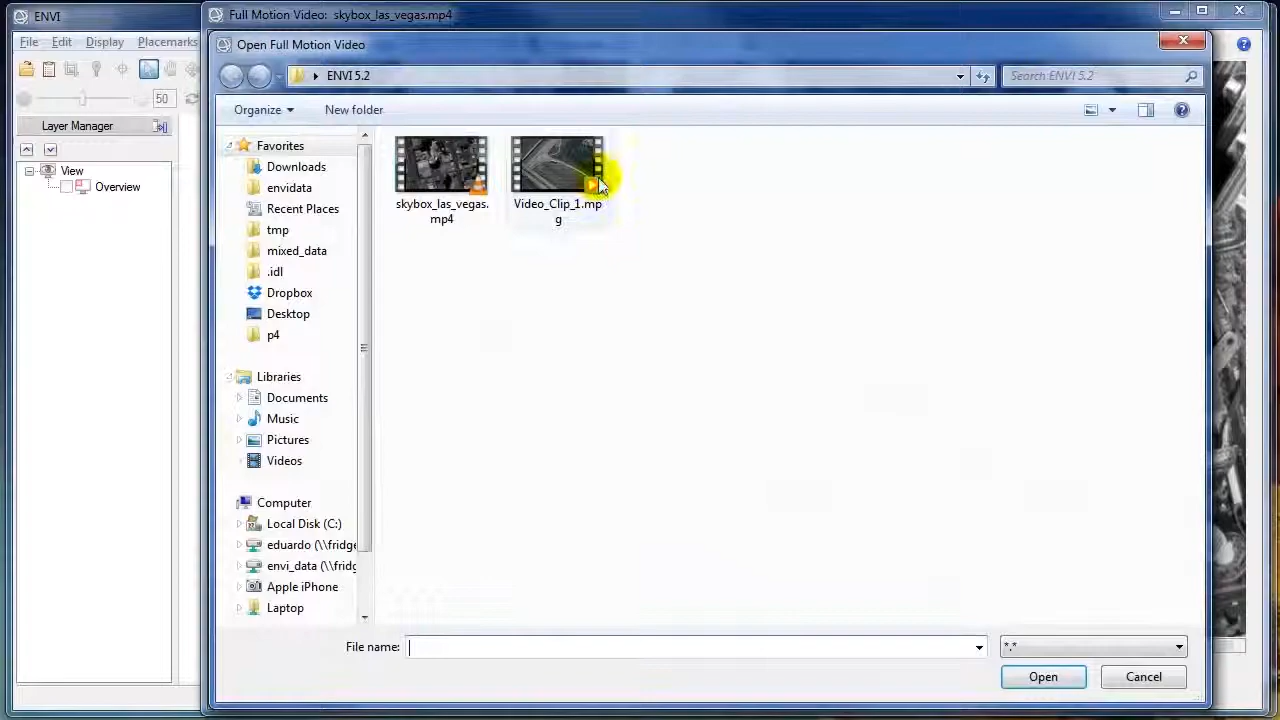 ENVI
Full Motion Video: skybox_las_vegas.mp4
File Edit Display Placemarks
Open Full Motion Video
ENVI 5.2
Search ENVI 5.2
50
Organize
New folder
Layer Manager
View
Overview
Favorites
Downloads
envidata
Recent Places
tmp
mixed_data
.idl
Dropbox
Desktop
p4
Libraries
Documents
Music
Pictures
Videos
Computer
Local Disk (C:)
eduardo (\\fridge
envi_data (\\fridg
Apple iPhone
Laptop
skybox_las_vegas.
mp4
Video_Clip_1.mp
g
File name:
*.*
Open
Cancel